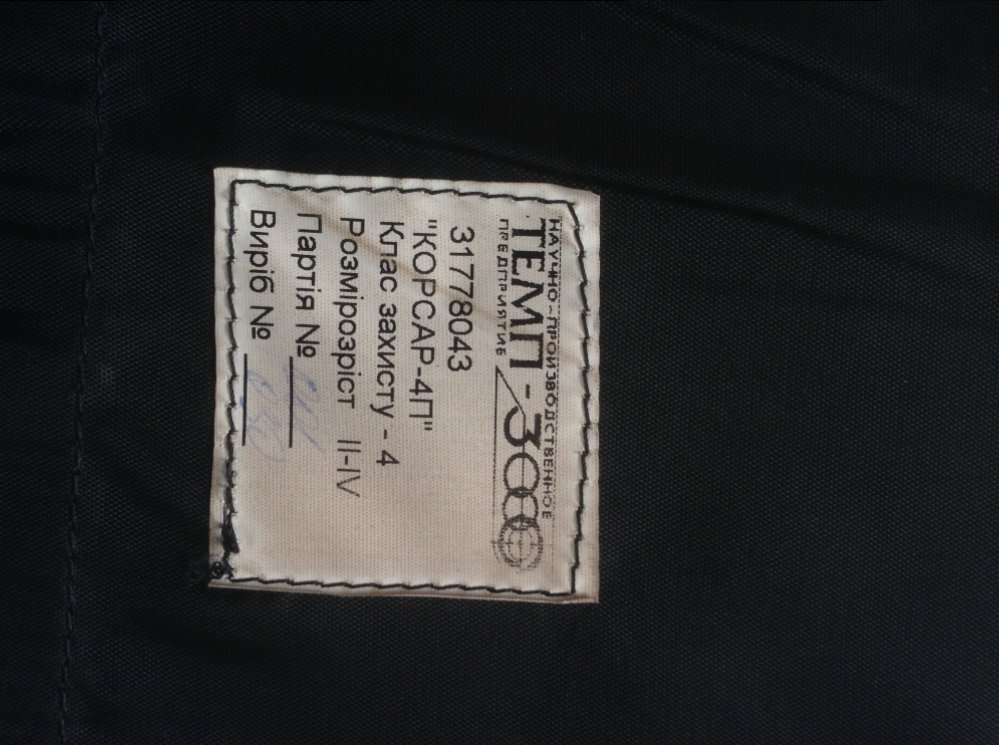 НАУЧНО-ПРОИЗВОДСТВЕННОЕ
ТЕМП-3000
ПРЕДПРИЯТИЕ
31778043
"КОРСАР-4П"
Клас захисту - 4
Розмірозріст II-IV
Партія №
Виріб №